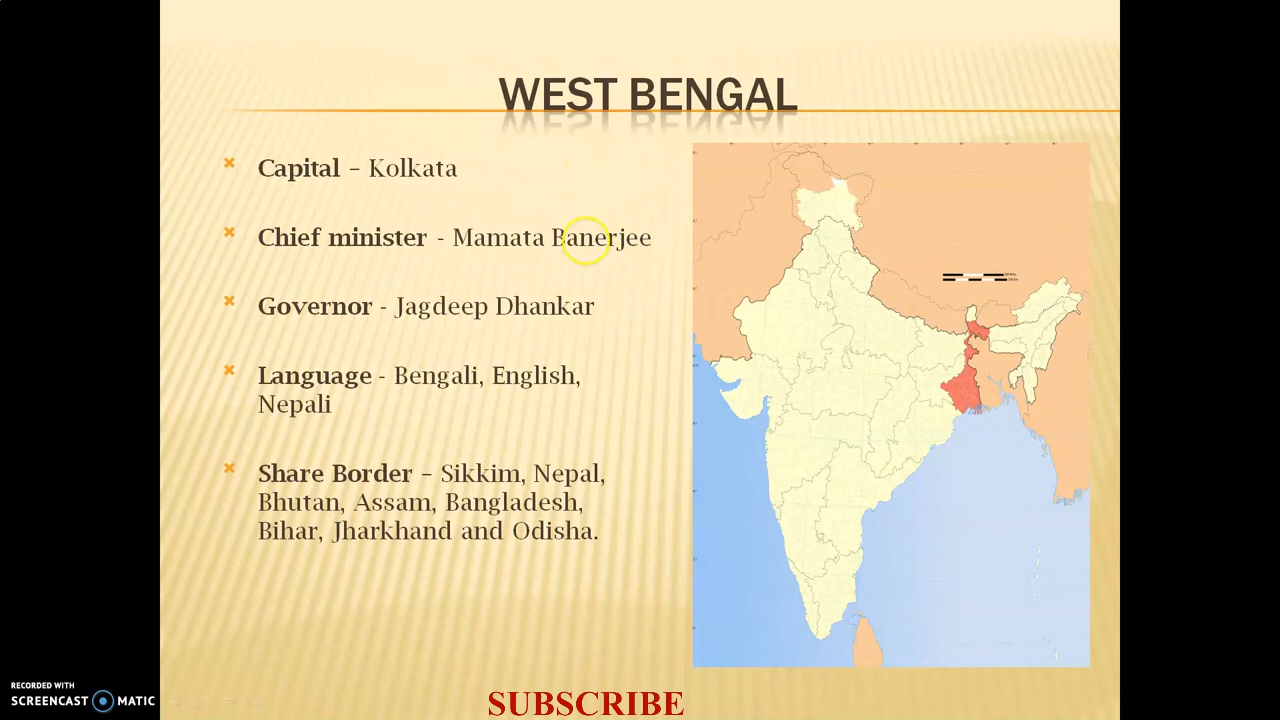 WEST BENGAL
Capital – Kolkata
Chief minister - Mamata Banerjee
Governor - Jagdeep Dhankar
Language - Bengali, English,
Nepali
Share Border – Sikkim, Nepal,
Bhutan, Assam, Bangladesh,
Bihar, Jharkhand and Odisha.
RECORDED WITH
SCREENCAST MATIC
SUBSCRIBE